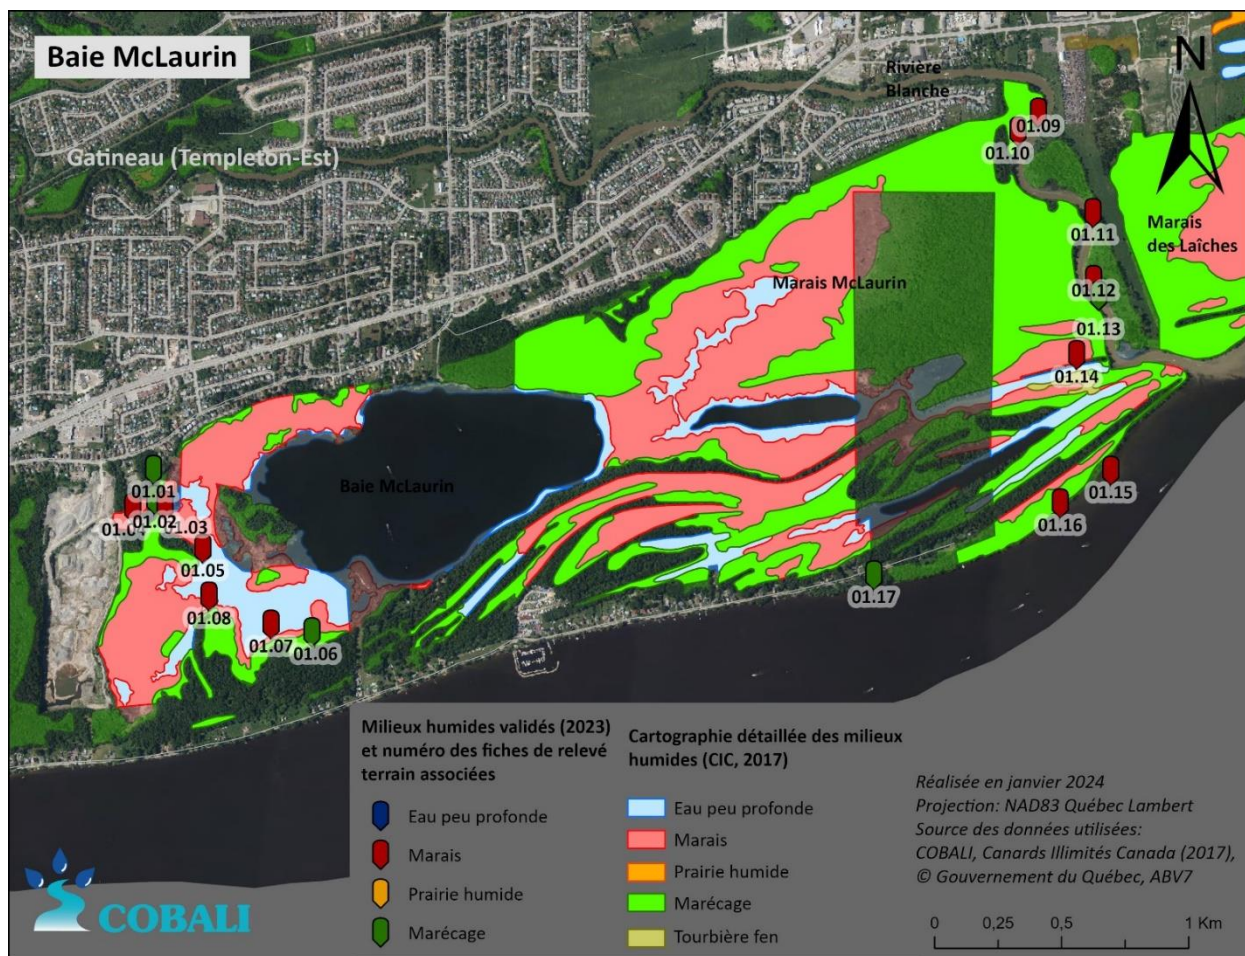 Baie McLaurin
N
Rivière
Blanche
01.09
01.10
Gatineau (Templeton-Est)
01.11
Marais
des Laîches
01.12
Marais McLaurin
01.13
01.14
01.15
01.16
Baie McLaurin
01.01
01.02
01.03
01.05
01.17
01.08
01.07
01.06
Milieux humides validés (2023)
et numéro des fiches de relevé
terrain associées
Eau peu profonde
Marais
Prairie humide
Marécage
Cartographie détaillée des milieux
humides (CIC, 2017)
Eau peu profonde
Marais
Prairie humide
Marécage
Tourbière fen
Réalisée en janvier 2024
Projection: NAD83 Québec Lambert
Source des données utilisées:
COBALI, Canards Illimités Canada (2017),
© Gouvernement du Québec, ABV7
0 0,25 0,5 1 Km
COBALI